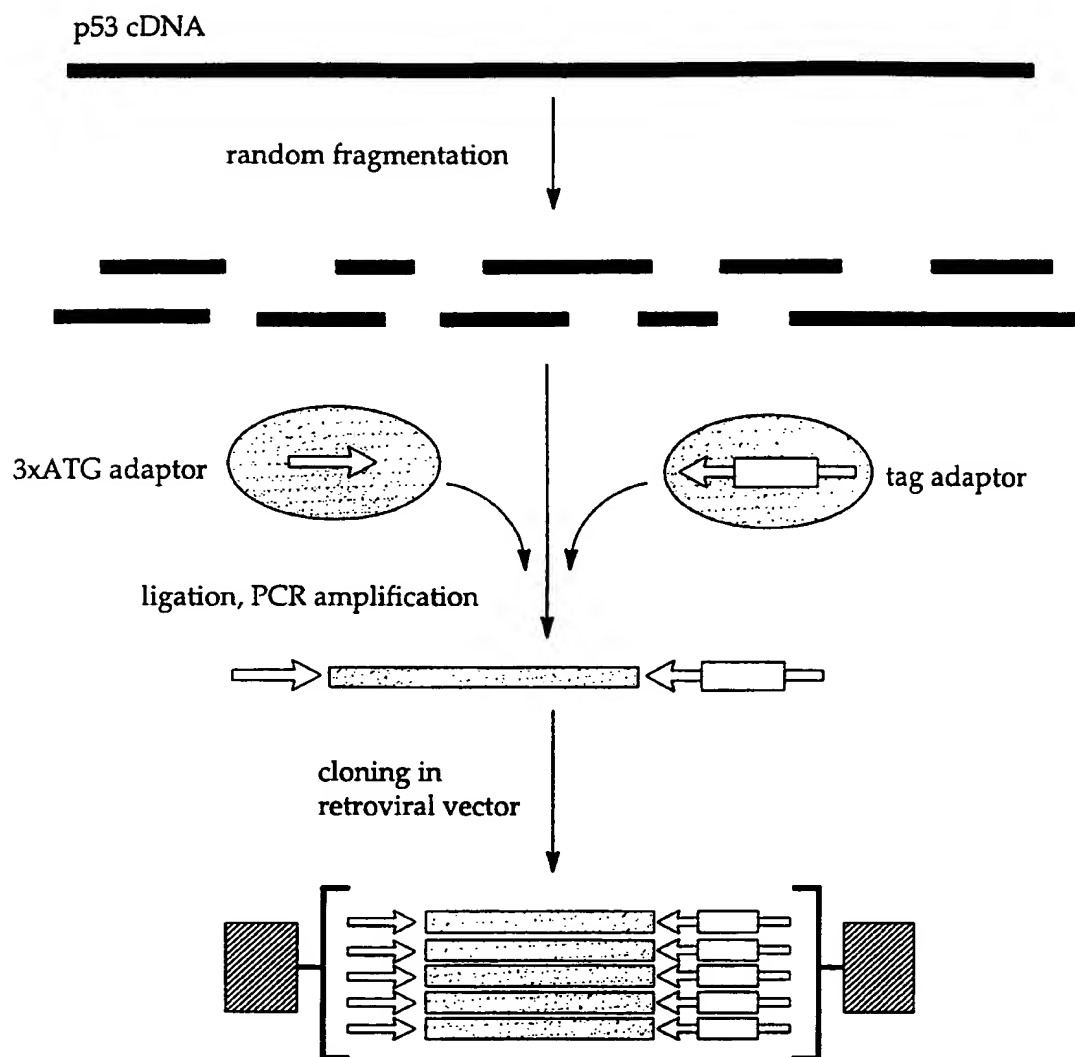 p53 cDNA
random fragmentation
3xATG adaptor
tag adaptor
ligation, PCR amplification
cloning in
retroviral vector